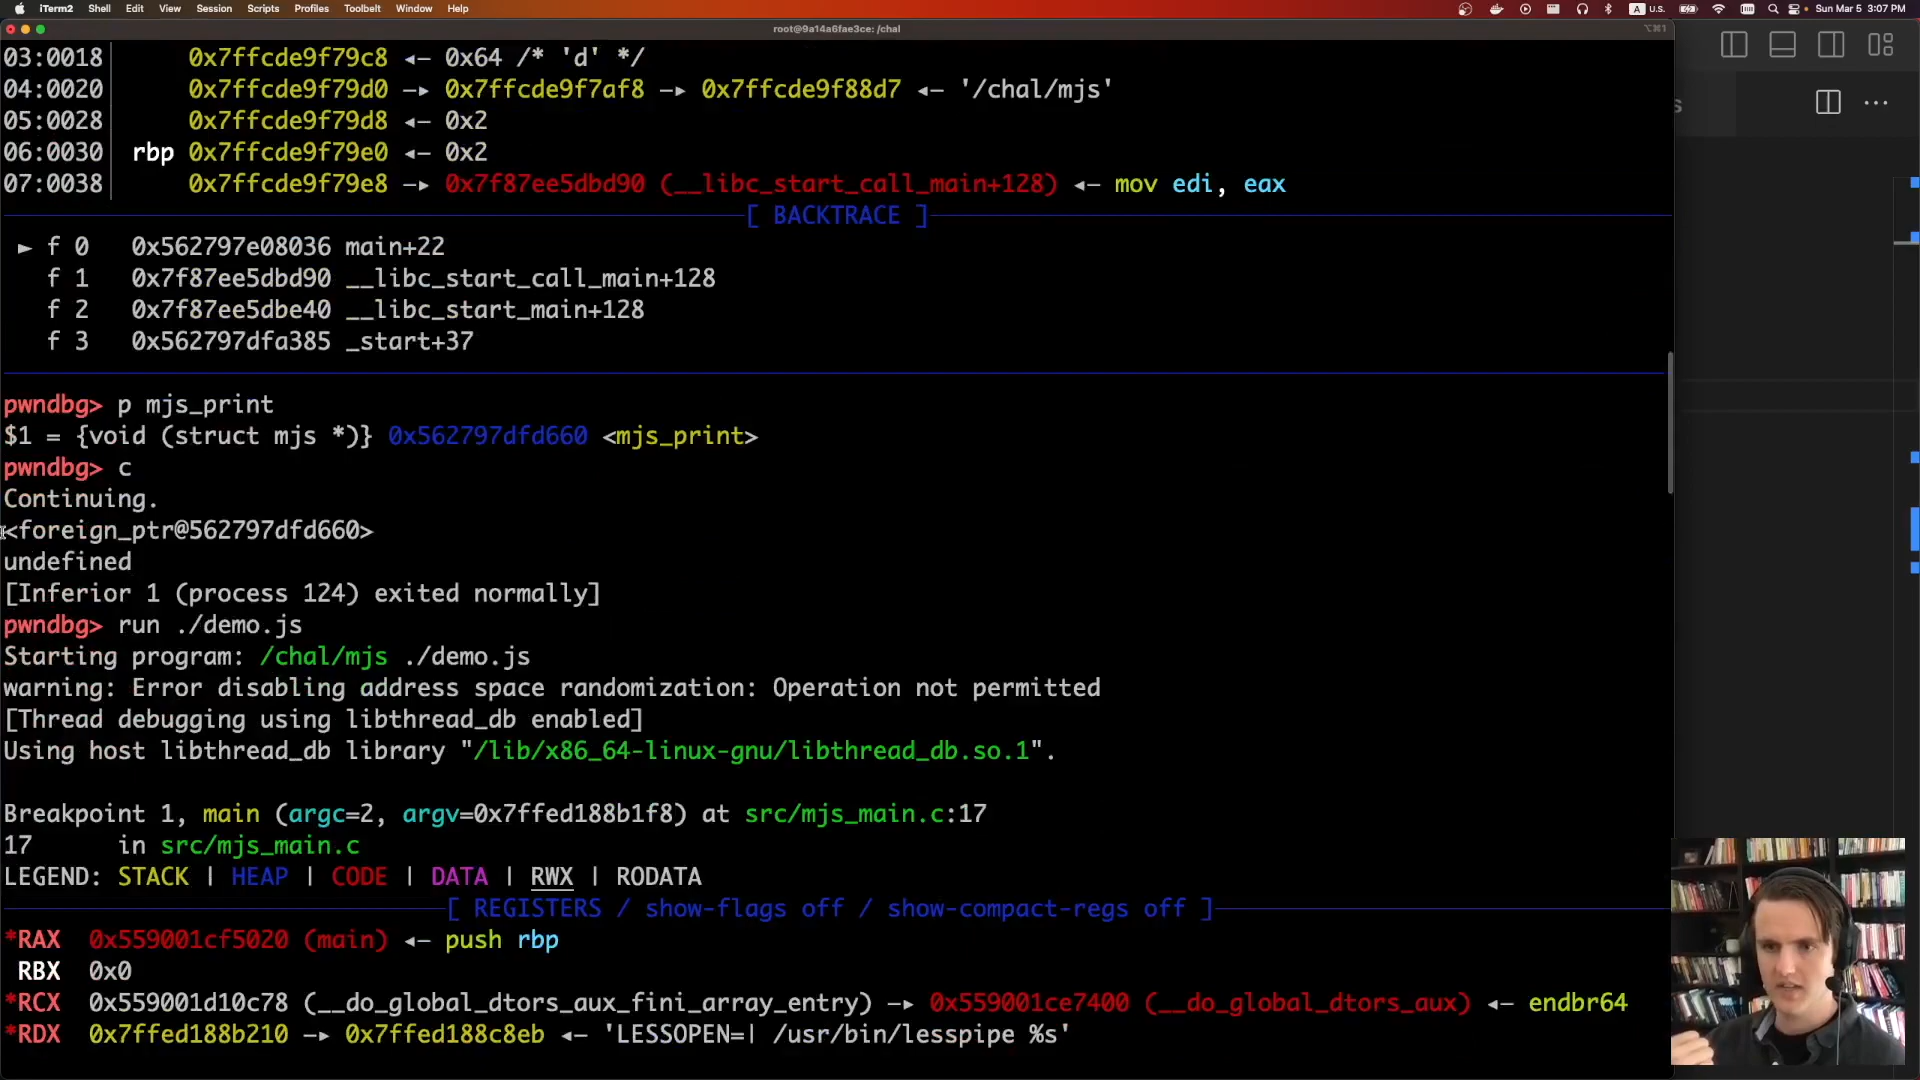 iTerm2 Shell Edit View Session Scripts Profiles Toolbelt Window Help A U.S. Sun Mar 5 3:07 PM
root@9a14a6fae3ce: /chal ⌥⌘1
03:0018│ 0x7ffcde9f79c8 ◂— 0x64 /* 'd' */
04:0020│ 0x7ffcde9f79d0 —▸ 0x7ffcde9f7af8 —▸ 0x7ffcde9f88d7 ◂— '/chal/mjs'
05:0028│ 0x7ffcde9f79d8 ◂— 0x2
06:0030│ rbp 0x7ffcde9f79e0 ◂— 0x2
07:0038│ 0x7ffcde9f79e8 —▸ 0x7f87ee5dbd90 (__libc_start_call_main+128) ◂— mov edi, eax
[ BACKTRACE ]
► f 0 0x562797e08036 main+22
f 1 0x7f87ee5dbd90 __libc_start_call_main+128
f 2 0x7f87ee5dbe40 __libc_start_main+128
f 3 0x562797dfa385 _start+37
pwndbg> p mjs_print
$1 = {void (struct mjs *)} 0x562797dfd660 <mjs_print>
pwndbg> c
Continuing.
<foreign_ptr@562797dfd660>
undefined
[Inferior 1 (process 124) exited normally]
pwndbg> run ./demo.js
Starting program: /chal/mjs ./demo.js
warning: Error disabling address space randomization: Operation not permitted
[Thread debugging using libthread_db enabled]
Using host libthread_db library "/lib/x86_64-linux-gnu/libthread_db.so.1".
Breakpoint 1, main (argc=2, argv=0x7ffed188b1f8) at src/mjs_main.c:17
17 in src/mjs_main.c
LEGEND: STACK | HEAP | CODE | DATA | RWX | RODATA
[ REGISTERS / show-flags off / show-compact-regs off ]
*RAX 0x559001cf5020 (main) ◂— push rbp
RBX 0x0
*RCX 0x559001d10c78 (__do_global_dtors_aux_fini_array_entry) —▸ 0x559001ce7400 (__do_global_dtors_aux) ◂— endbr64
*RDX 0x7ffed188b210 —▸ 0x7ffed188c8eb ◂— 'LESSOPEN=| /usr/bin/lesspipe %s'